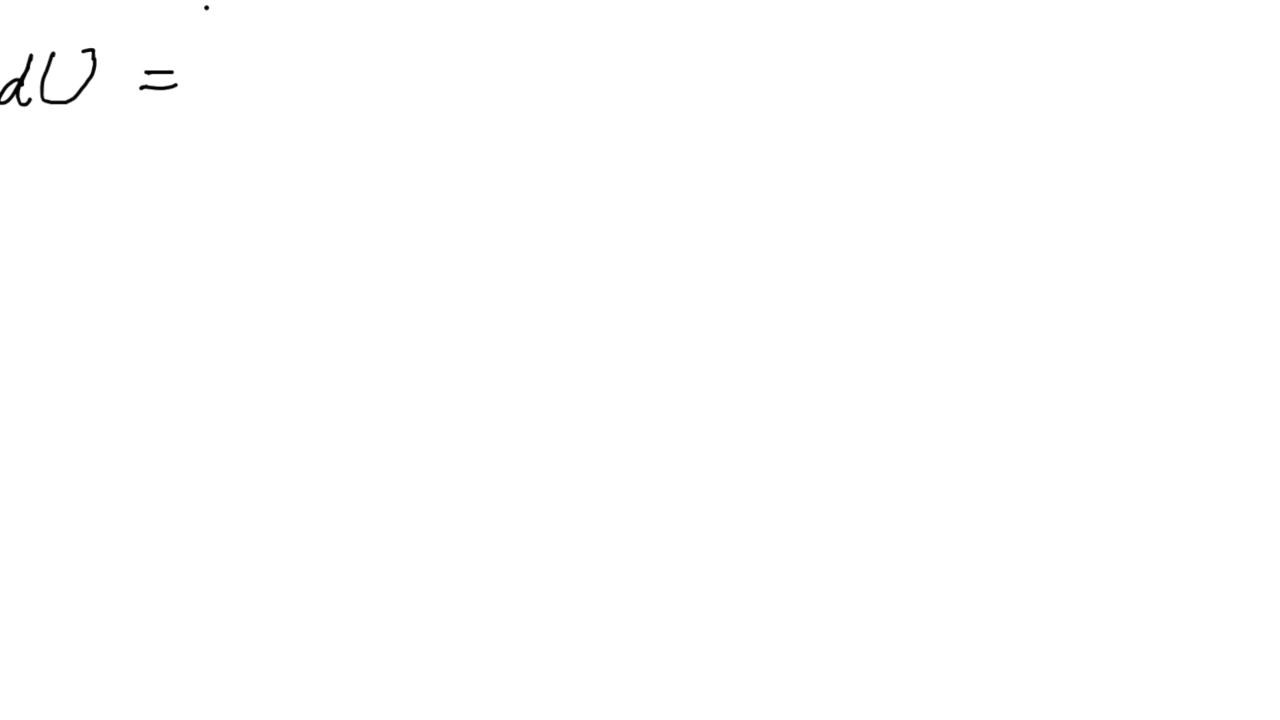 dU =